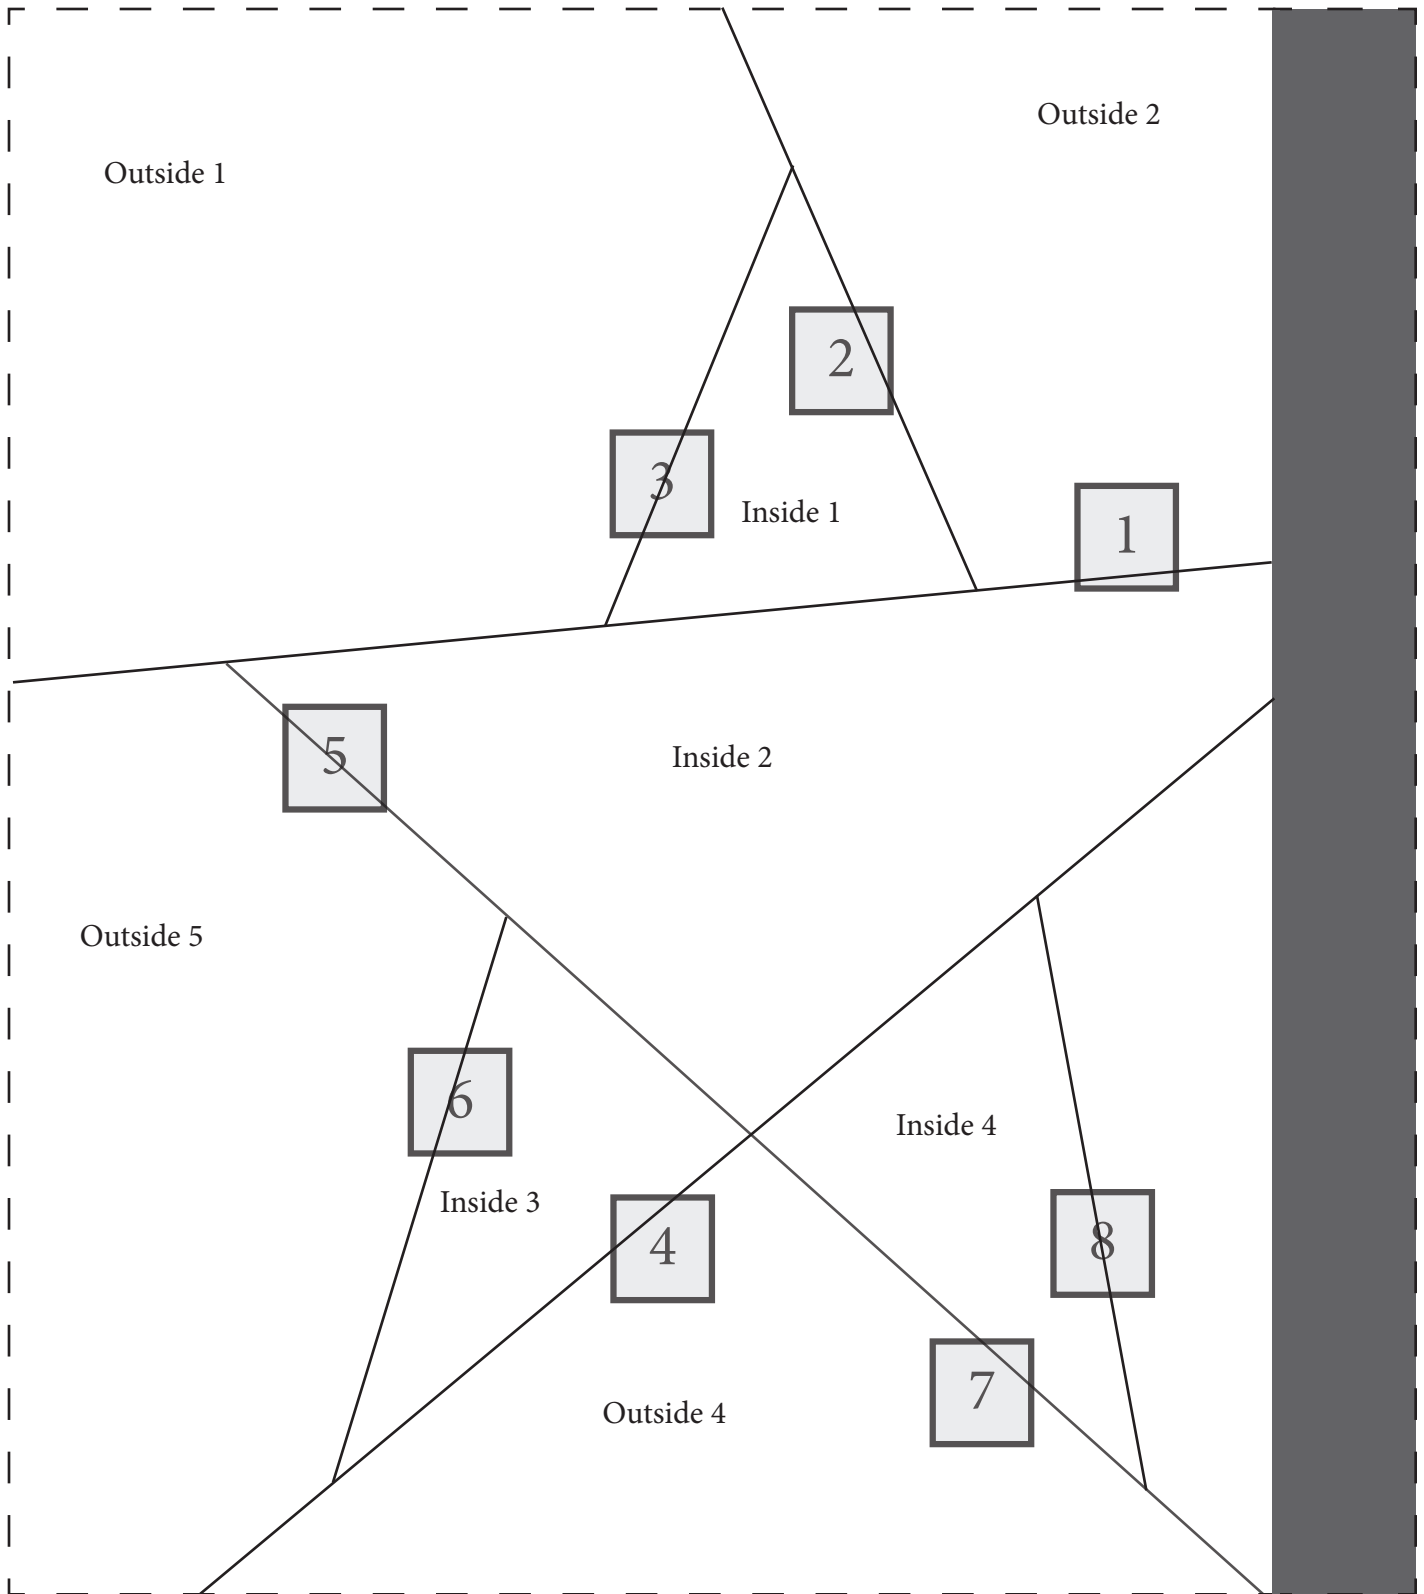 Outside 2
Outside 1
2
3
Inside 1
1
5
Inside 2
Outside 5
6
Inside 4
Inside 3
4
8
7
Outside 4